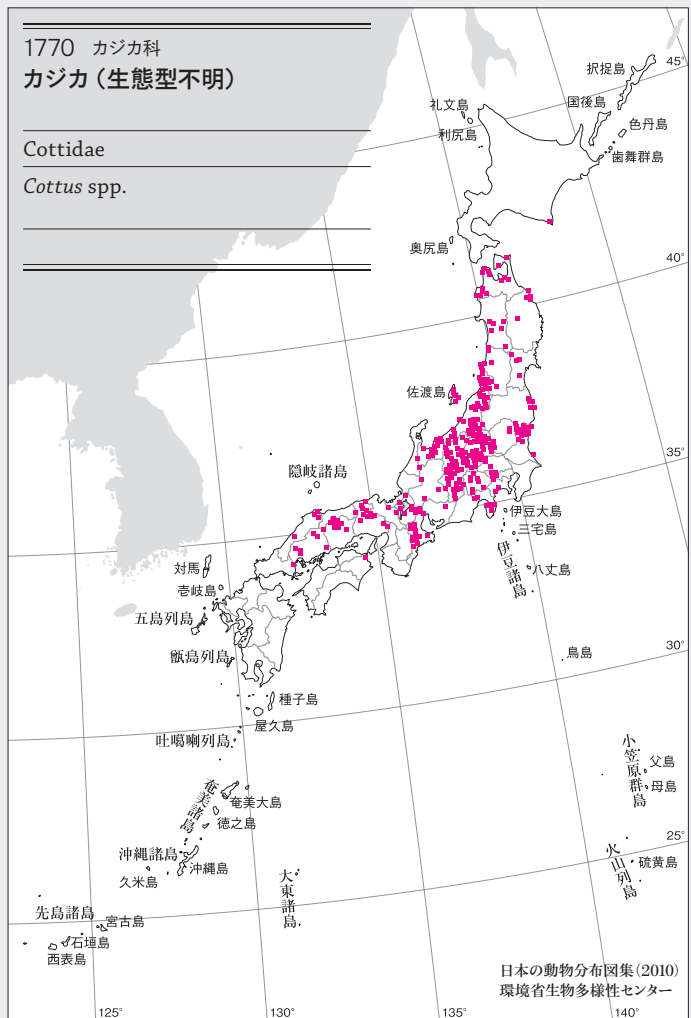 1770 カジカ科
カジカ（生態型不明）
Cottidae
Cottus spp.
45°
択捉島
国後島
礼文島
色丹島
利尻島
歯舞群島
奥尻島
40°
佐渡島
35°
隠岐諸島
伊豆大島
三宅島
伊豆諸島
八丈島
対馬
壱岐島
五島列島
甑島列島
鳥島
30°
種子島
屋久島
吐噶喇列島
小笠原群島
父島
母島
奄美諸島
奄美大島
徳之島
25°
沖縄諸島
沖縄島
久米島
大東諸島
火山列島
硫黄島
先島諸島
宮古島
石垣島
西表島
日本の動物分布図集（2010）
環境省生物多様性センター
125°
130°
135°
140°